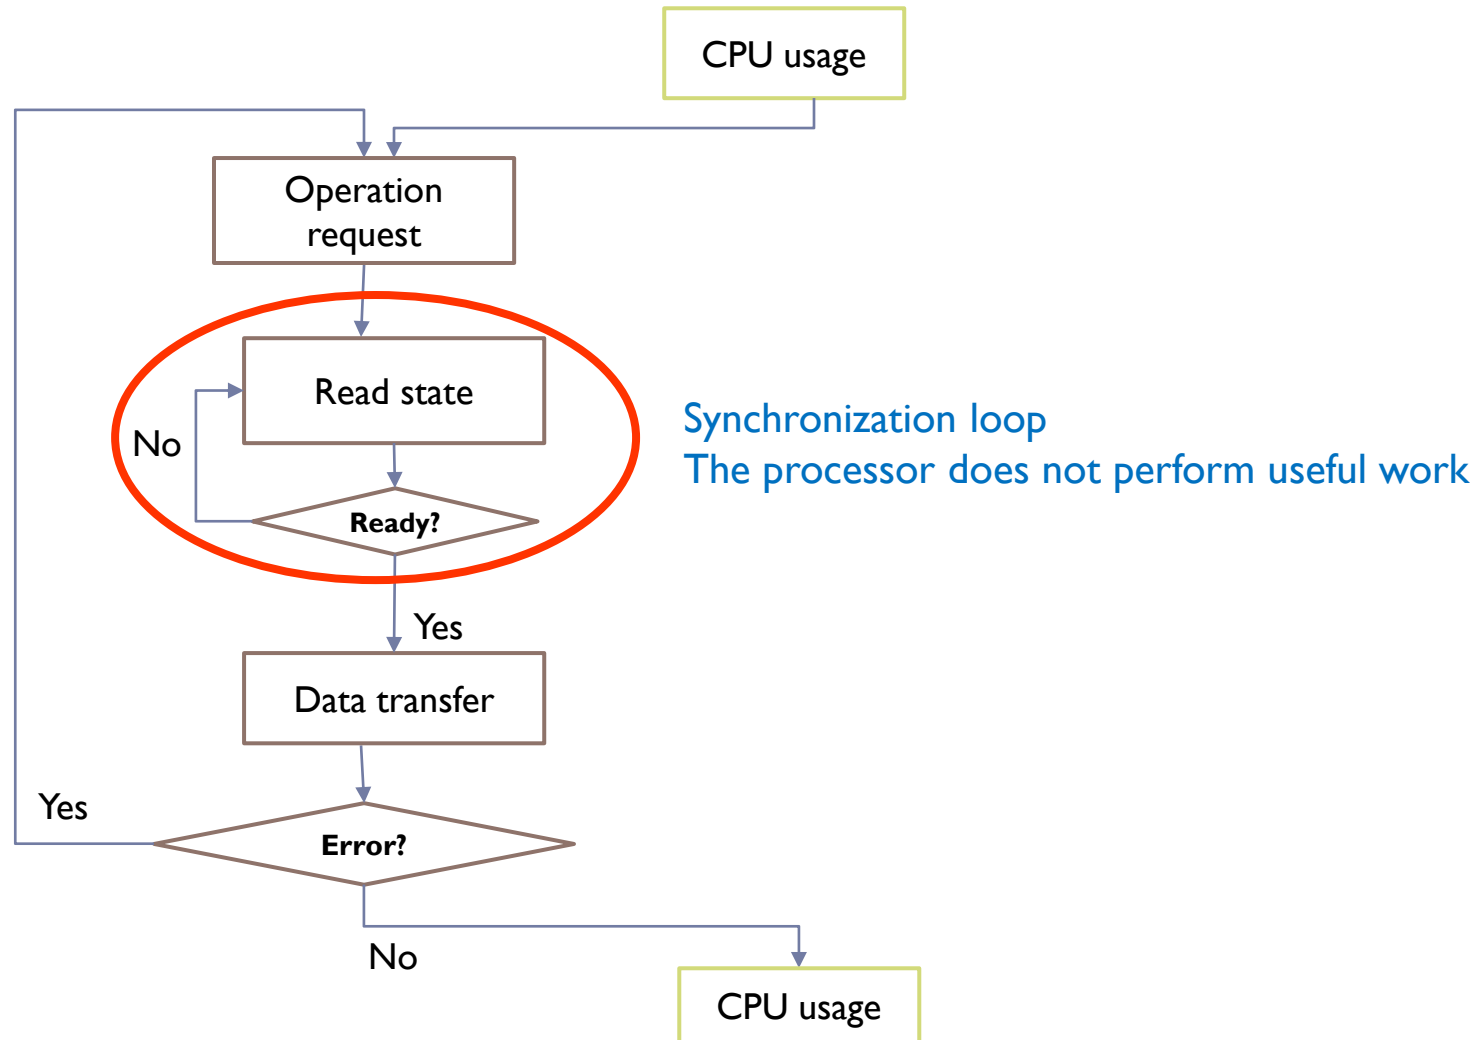 CPU usage
Operation
request
Read state
No
Ready?
Synchronization loop
The processor does not perform useful work
Yes
Data transfer
Yes
Error?
No
CPU usage